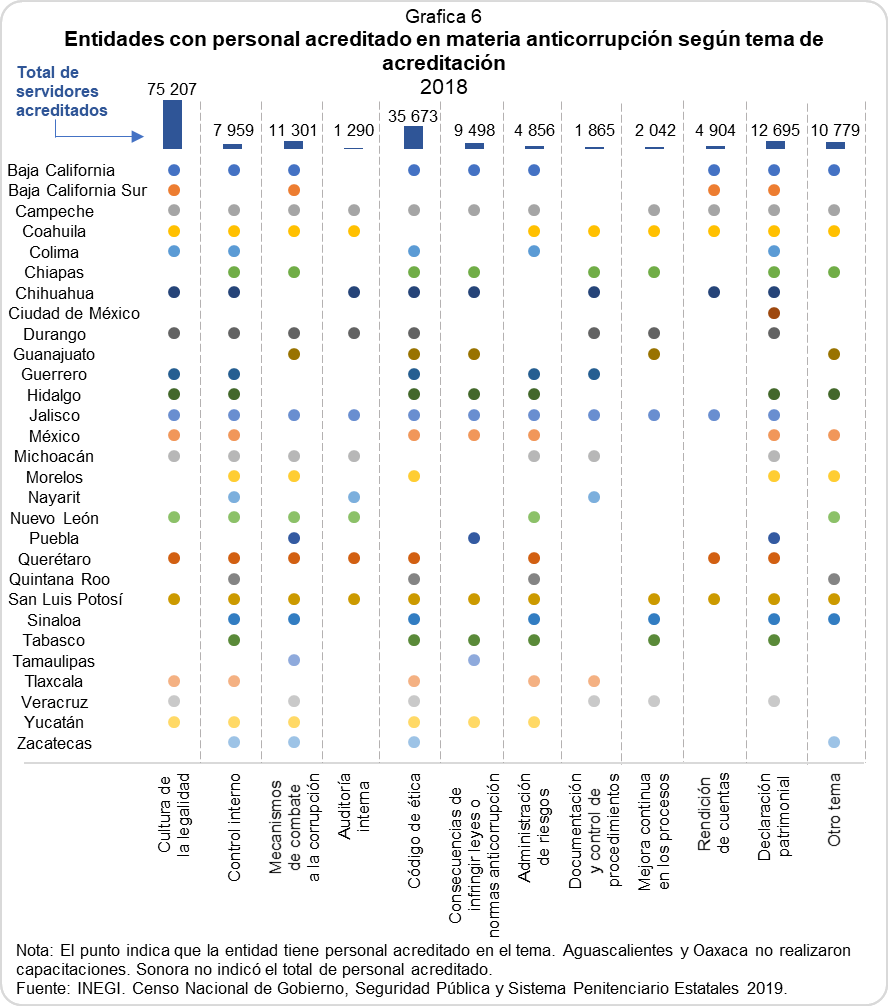 Grafica 6
Entidades con personal acreditado en materia anticorrupción según tema de
acreditación
2018
Total de
servidores
acreditados
75 207
7 959
11 301
1 290
35 673
9 498
4 856
1 865
2 042
4 904
12 695
10 779
Baja California
Baja California Sur
Campeche
Coahuila
Colima
Chiapas
Chihuahua
Ciudad de México
Durango
Guanajuato
Guerrero
Hidalgo
Jalisco
México
Michoacán
Morelos
Nayarit
Nuevo León
Puebla
Querétaro
Quintana Roo
San Luis Potosí
Sinaloa
Tabasco
Tamaulipas
Tlaxcala
Veracruz
Yucatán
Zacatecas
Cultura de
la legalidad
Control interno
Mecanismos
de combate
a la corrupción
Auditoría
interna
Código de ética
Consecuencias de
infringir leyes o
normas anticorrupción
Administración
de riesgos
Documentación
y control de
procedimientos
Mejora continua
en los procesos
Rendición
de cuentas
Declaración
patrimonial
Otro tema
Nota: El punto indica que la entidad tiene personal acreditado en el tema. Aguascalientes y Oaxaca no realizaron
capacitaciones. Sonora no indicó el total de personal acreditado.
Fuente: INEGI. Censo Nacional de Gobierno, Seguridad Pública y Sistema Penitenciario Estatales 2019.